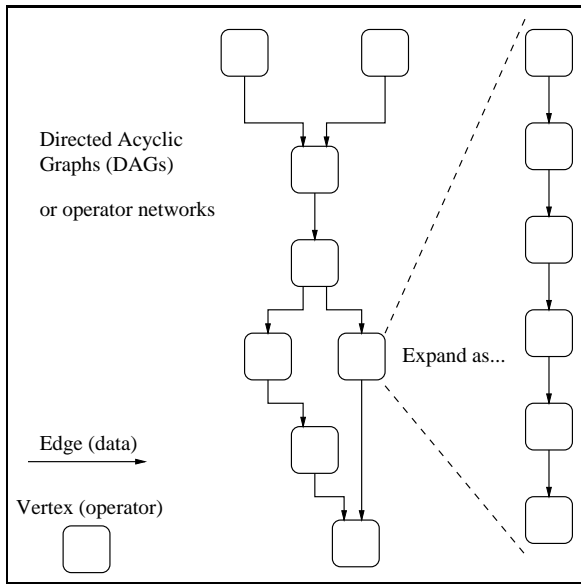 Directed Acyclic
Graphs (DAGs)
or operator networks
Expand as...
Edge (data)
Vertex (operator)